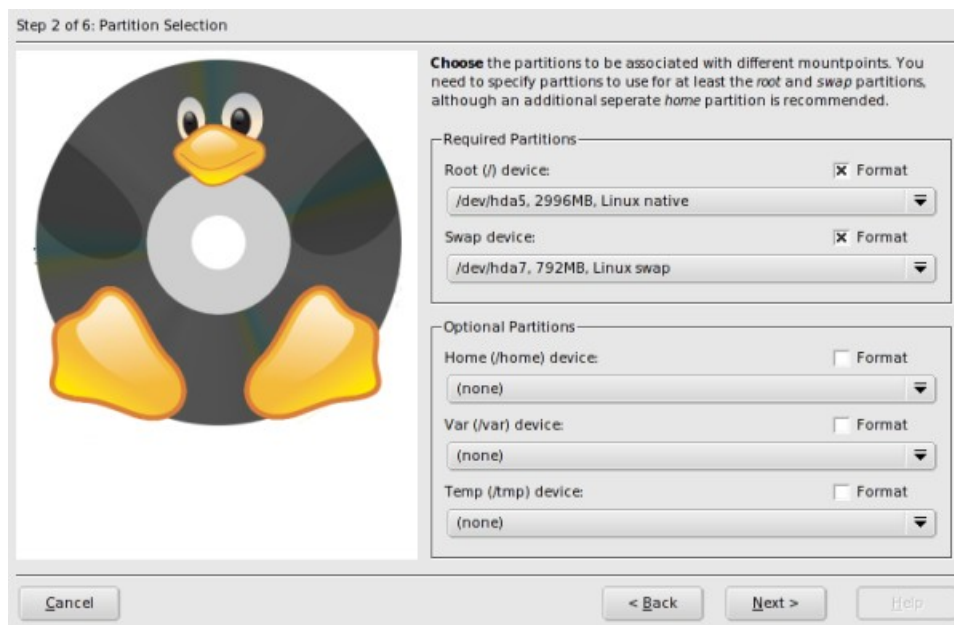 Step 2 of 6: Partition Selection
Choose the partitions to be associated with different mountpoints. You
need to specify parttions to use for at least the root and swap partitions,
although an additional seperate home partition is recommended.
Required Partitions
Root (/) device:
Format
/dev/hda5, 2996MB, Linux native
Swap device:
Format
/dev/hda7, 792MB, Linux swap
Optional Partitions
Home (/home) device:
Format
(none)
Var (/var) device:
Format
(none)
Temp (/tmp) device:
Format
(none)
Cancel
< Back
Next >
Help